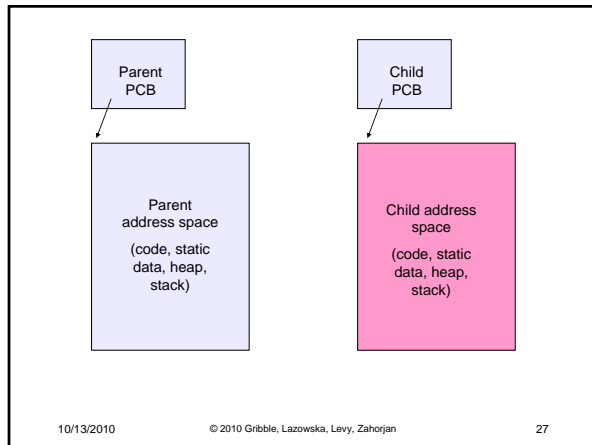 Parent
PCB
Child
PCB
Parent
address space
(code, static
data, heap,
stack)
Child address
space
(code, static
data, heap,
stack)
10/13/2010
© 2010 Gribble, Lazowska, Levy, Zahorjan
27